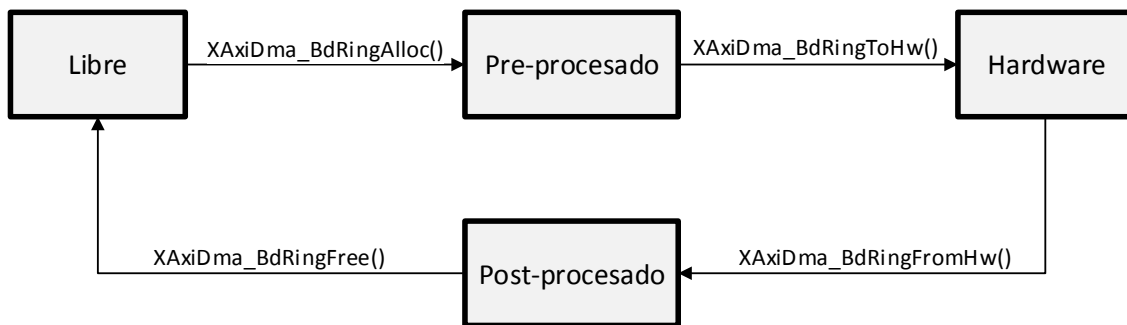 Libre
XAxiDma_BdRingAlloc()
Pre-procesado
XAxiDma_BdRingToHw()
Hardware
XAxiDma_BdRingFree()
Post-procesado
XAxiDma_BdRingFromHw()